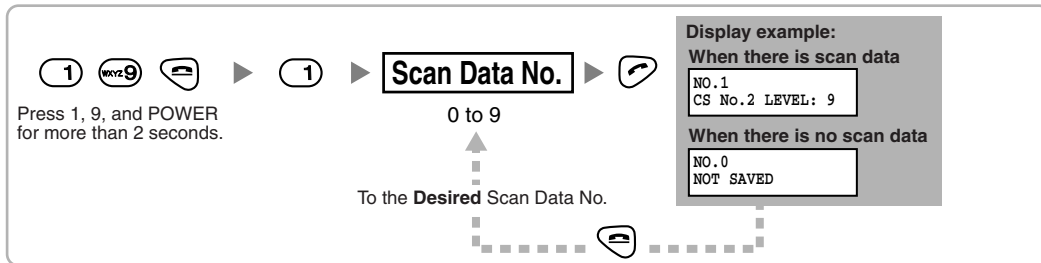 1) wxyz9
Press 1, 9, and POWER
for more than 2 seconds.
1)
Scan Data No.
0 to 9
To the Desired Scan Data No.
Display example:
When there is scan data
NO.1
CS No.2 LEVEL: 9
When there is no scan data
NO.0
NOT SAVED